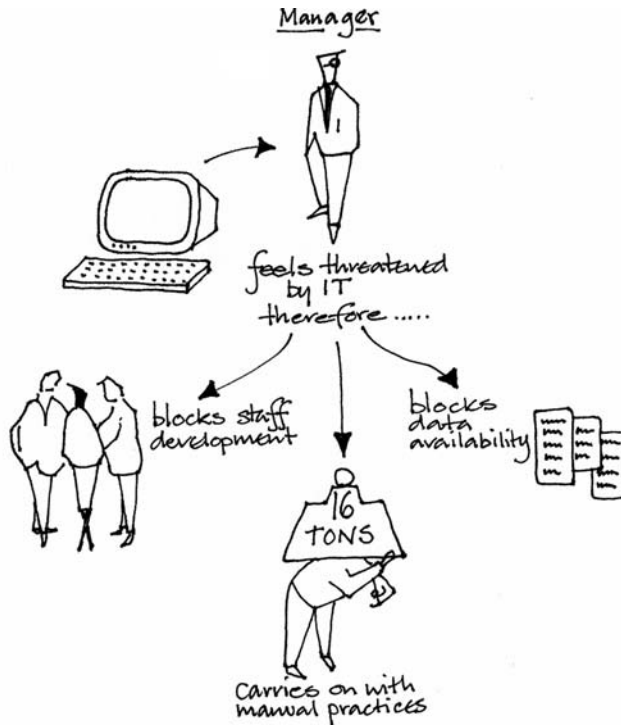 Manager
feels threatened
by IT
therefore .....
blocks staff
development
blocks
data
availability
16
TONS
Carries on with
manual practices